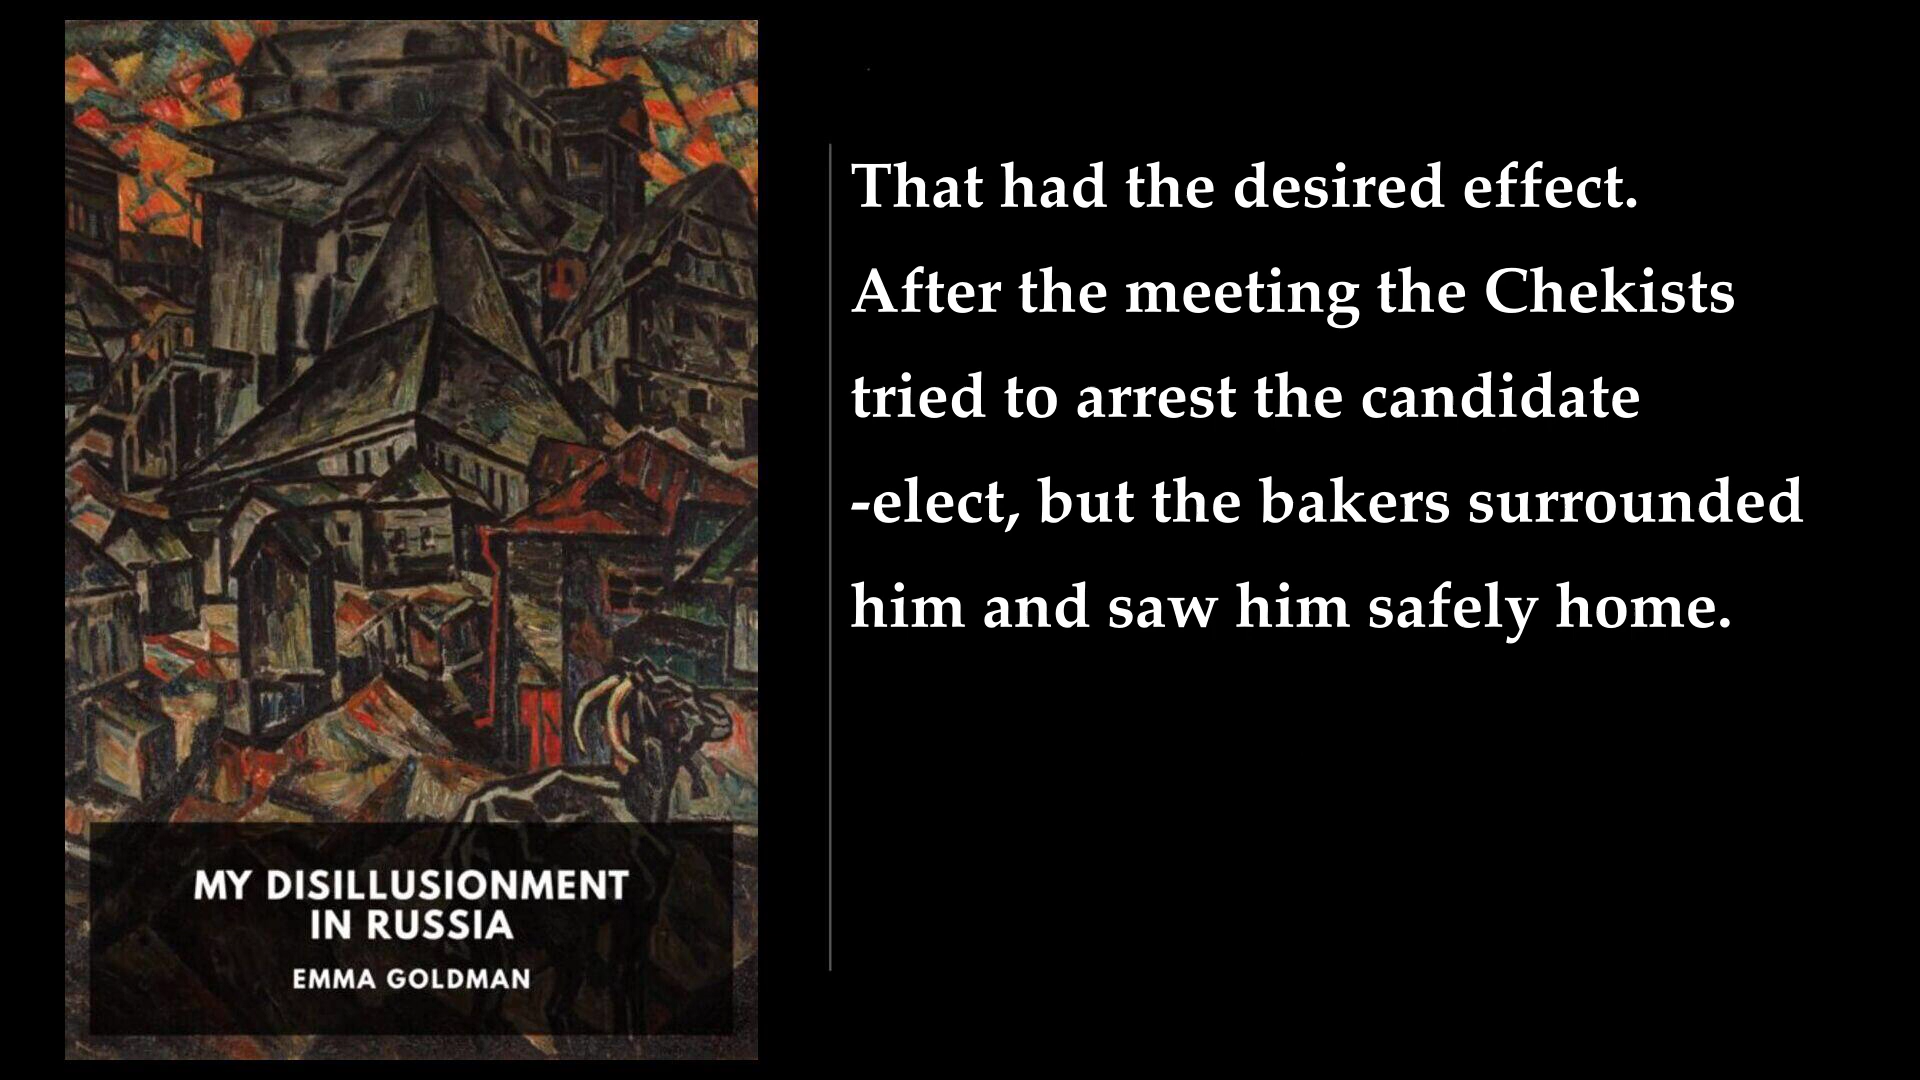 MY DISILLUSIONMENT
IN RUSSIA
EMMA GOLDMAN
That had the desired effect.
After the meeting the Chekists
tried to arrest the candidate
-elect, but the bakers surrounded
him and saw him safely home.